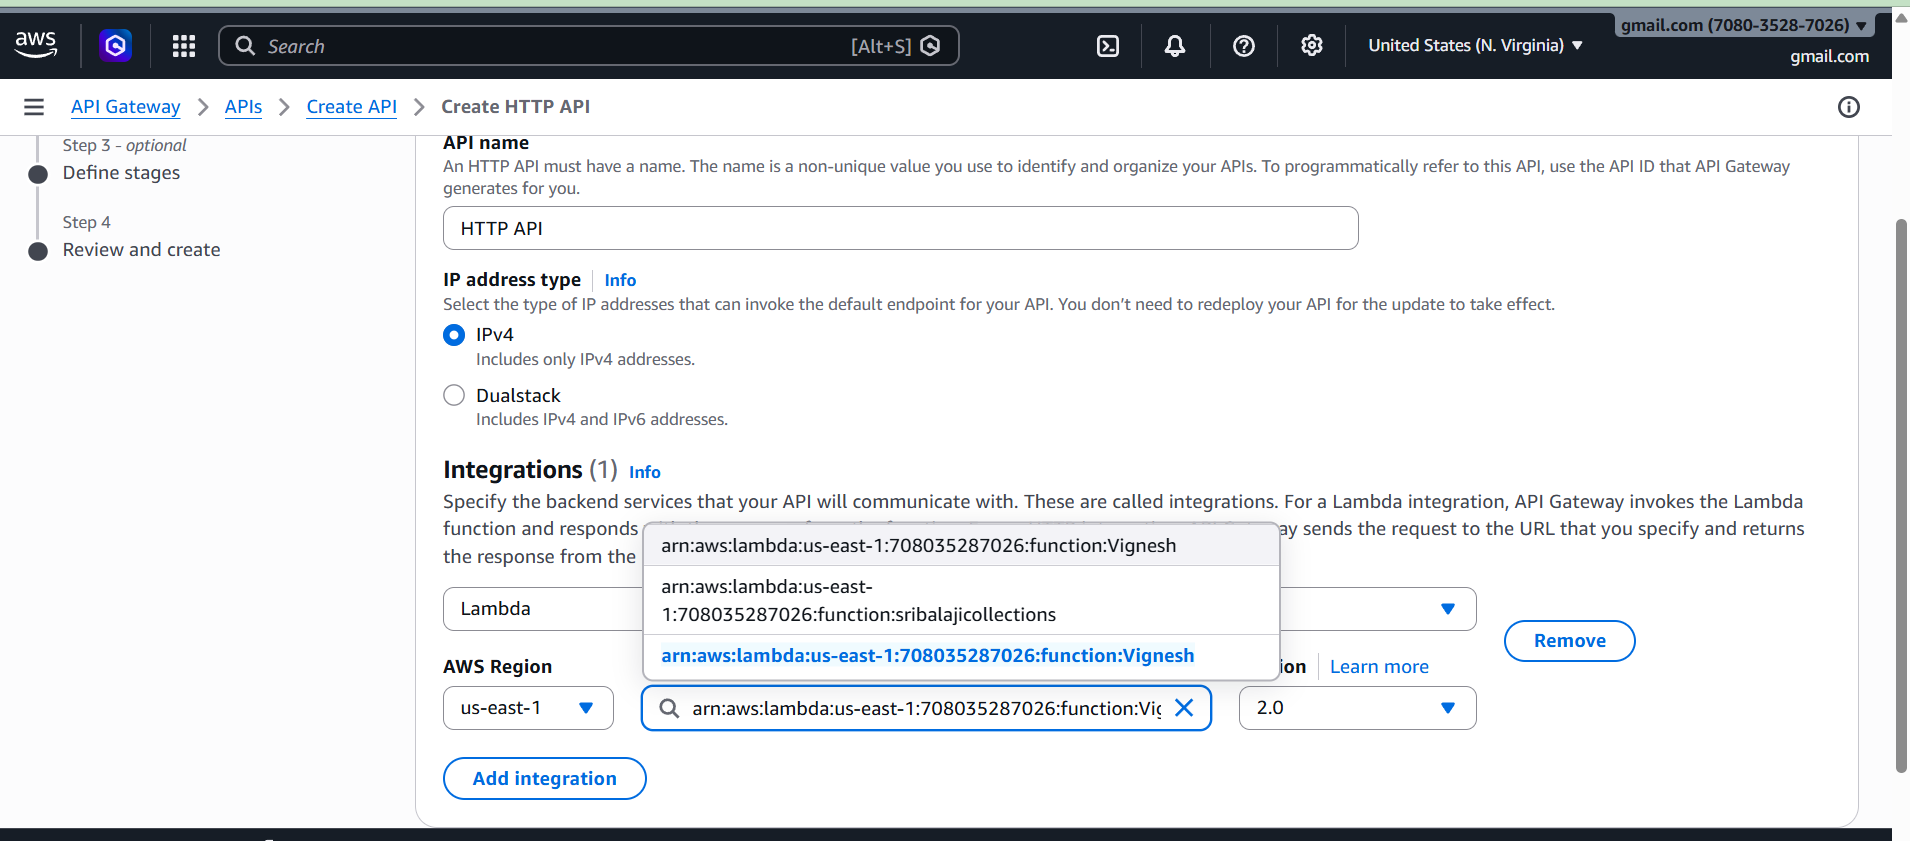 aws
Search
[Alt+S]
United States (N. Virginia)
gmail.com (7080-3528-7026)
gmail.com
API Gateway
APIs
Create API
Create HTTP API
Step 3 - optional
Define stages
Step 4
Review and create
API name
An HTTP API must have a name. The name is a non-unique value you use to identify and organize your APIs. To programmatically refer to this API, use the API ID that API Gateway
generates for you.
HTTP API
IP address type
Info
Select the type of IP addresses that can invoke the default endpoint for your API. You don't need to redeploy your API for the update to take effect.
IPv4
Includes only IPv4 addresses.
Dualstack
Includes IPv4 and IPv6 addresses.
Integrations (1) Info
Specify the backend services that your API will communicate with. These are called integrations. For a Lambda integration, API Gateway invokes the Lambda
function and responds
ay sends the request to the URL that you specify and returns
the response from the
arn:aws:lambda:us-east-1:708035287026:function:Vignesh
arn:aws:lambda:us-east-
1:708035287026:function:sribalajicollections
arn:aws:lambda:us-east-1:708035287026:function:Vignesh
Lambda
Remove
AWS Region
ion
Learn more
us-east-1
arn:aws:lambda:us-east-1:708035287026:function:Vig
2.0
Add integration